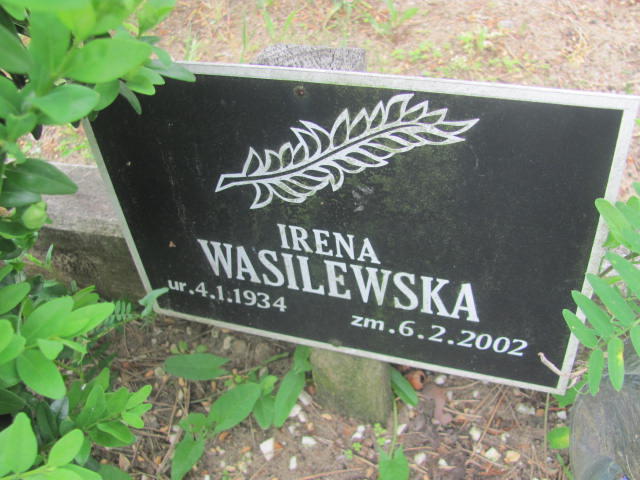 IRENA
WASILEWSKA
ur.4.1.1934
zm.6.2.2002